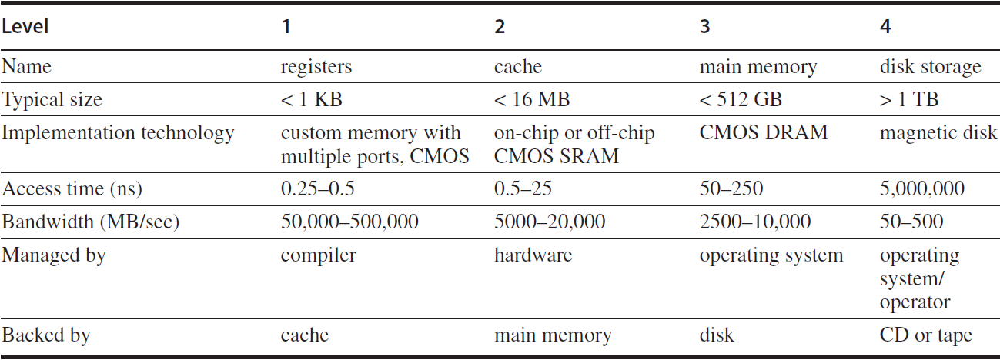 Level 1 2 3 4
Name registers cache main memory disk storage
Typical size < 1 KB < 16 MB < 512 GB > 1 TB
Implementation technology custom memory with on-chip or off-chip CMOS DRAM magnetic disk
multiple ports, CMOS CMOS SRAM
Access time (ns) 0.25–0.5 0.5–25 50–250 5,000,000
Bandwidth (MB/sec) 50,000–500,000 5000–20,000 2500–10,000 50–500
Managed by compiler hardware operating system operating
system/
operator
Backed by cache main memory disk CD or tape